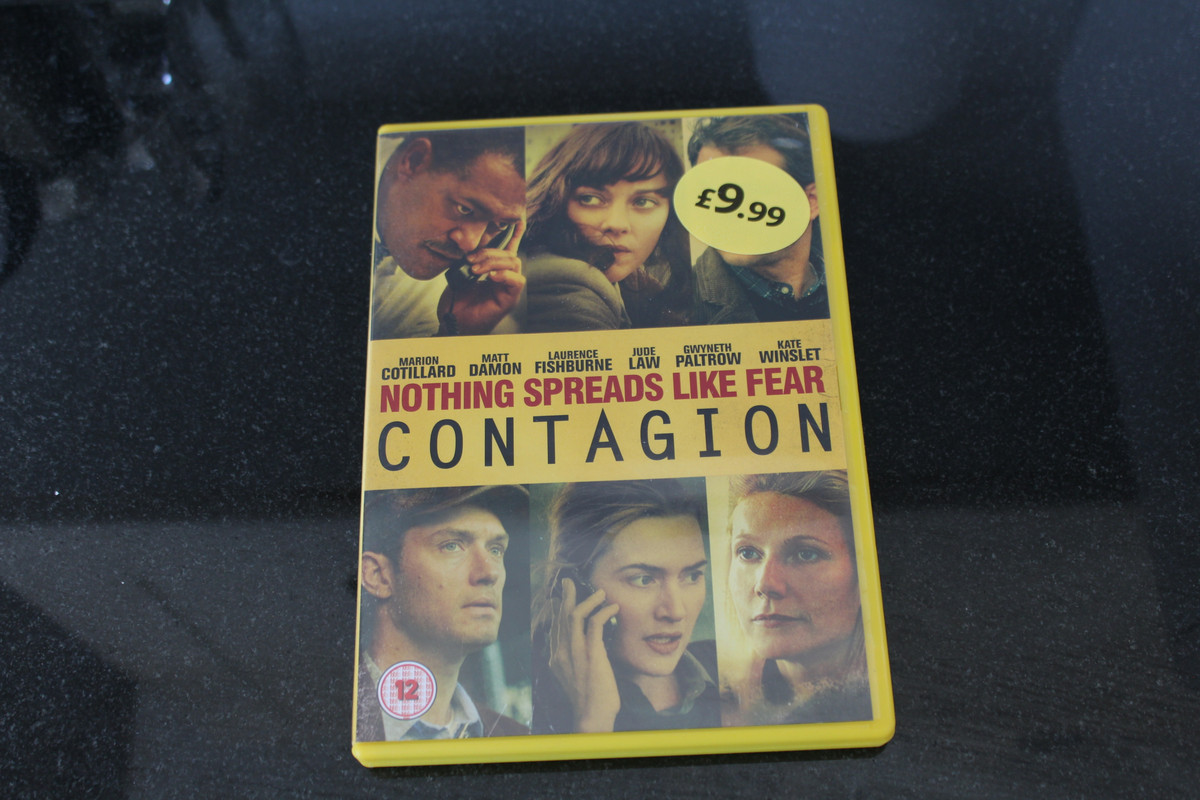 £9.99
MARION COTILLARD MATT DAMON LAURENCE FISHBURNE JUDE LAW GWYNETH PALTROW KATE WINSLET
NOTHING SPREADS LIKE FEAR
CONTAGION
12